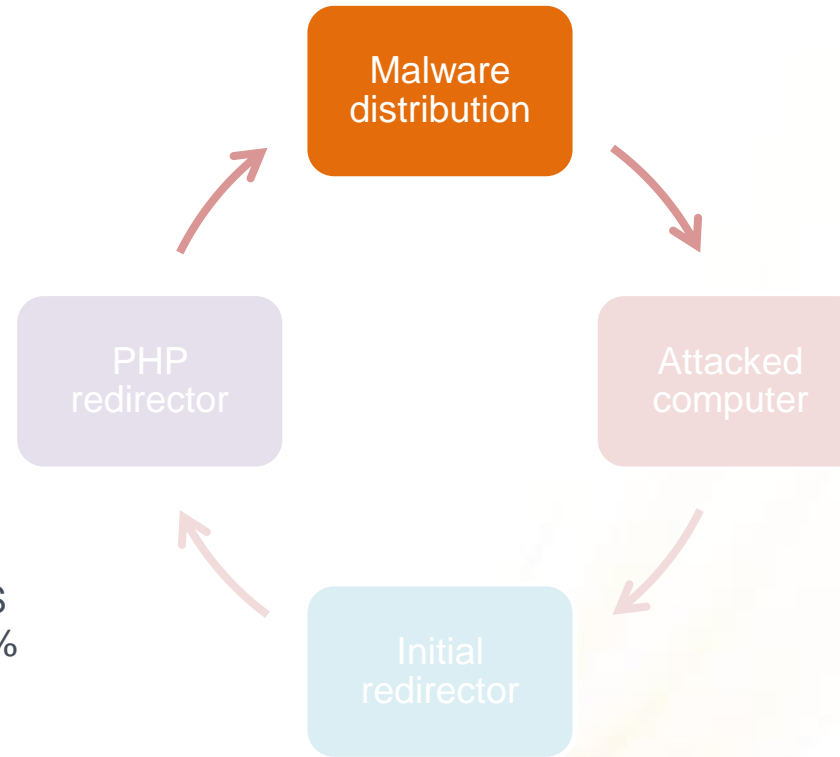 Malware
distribution
PHP
redirector
Attacked
computer
%
Initial
redirector